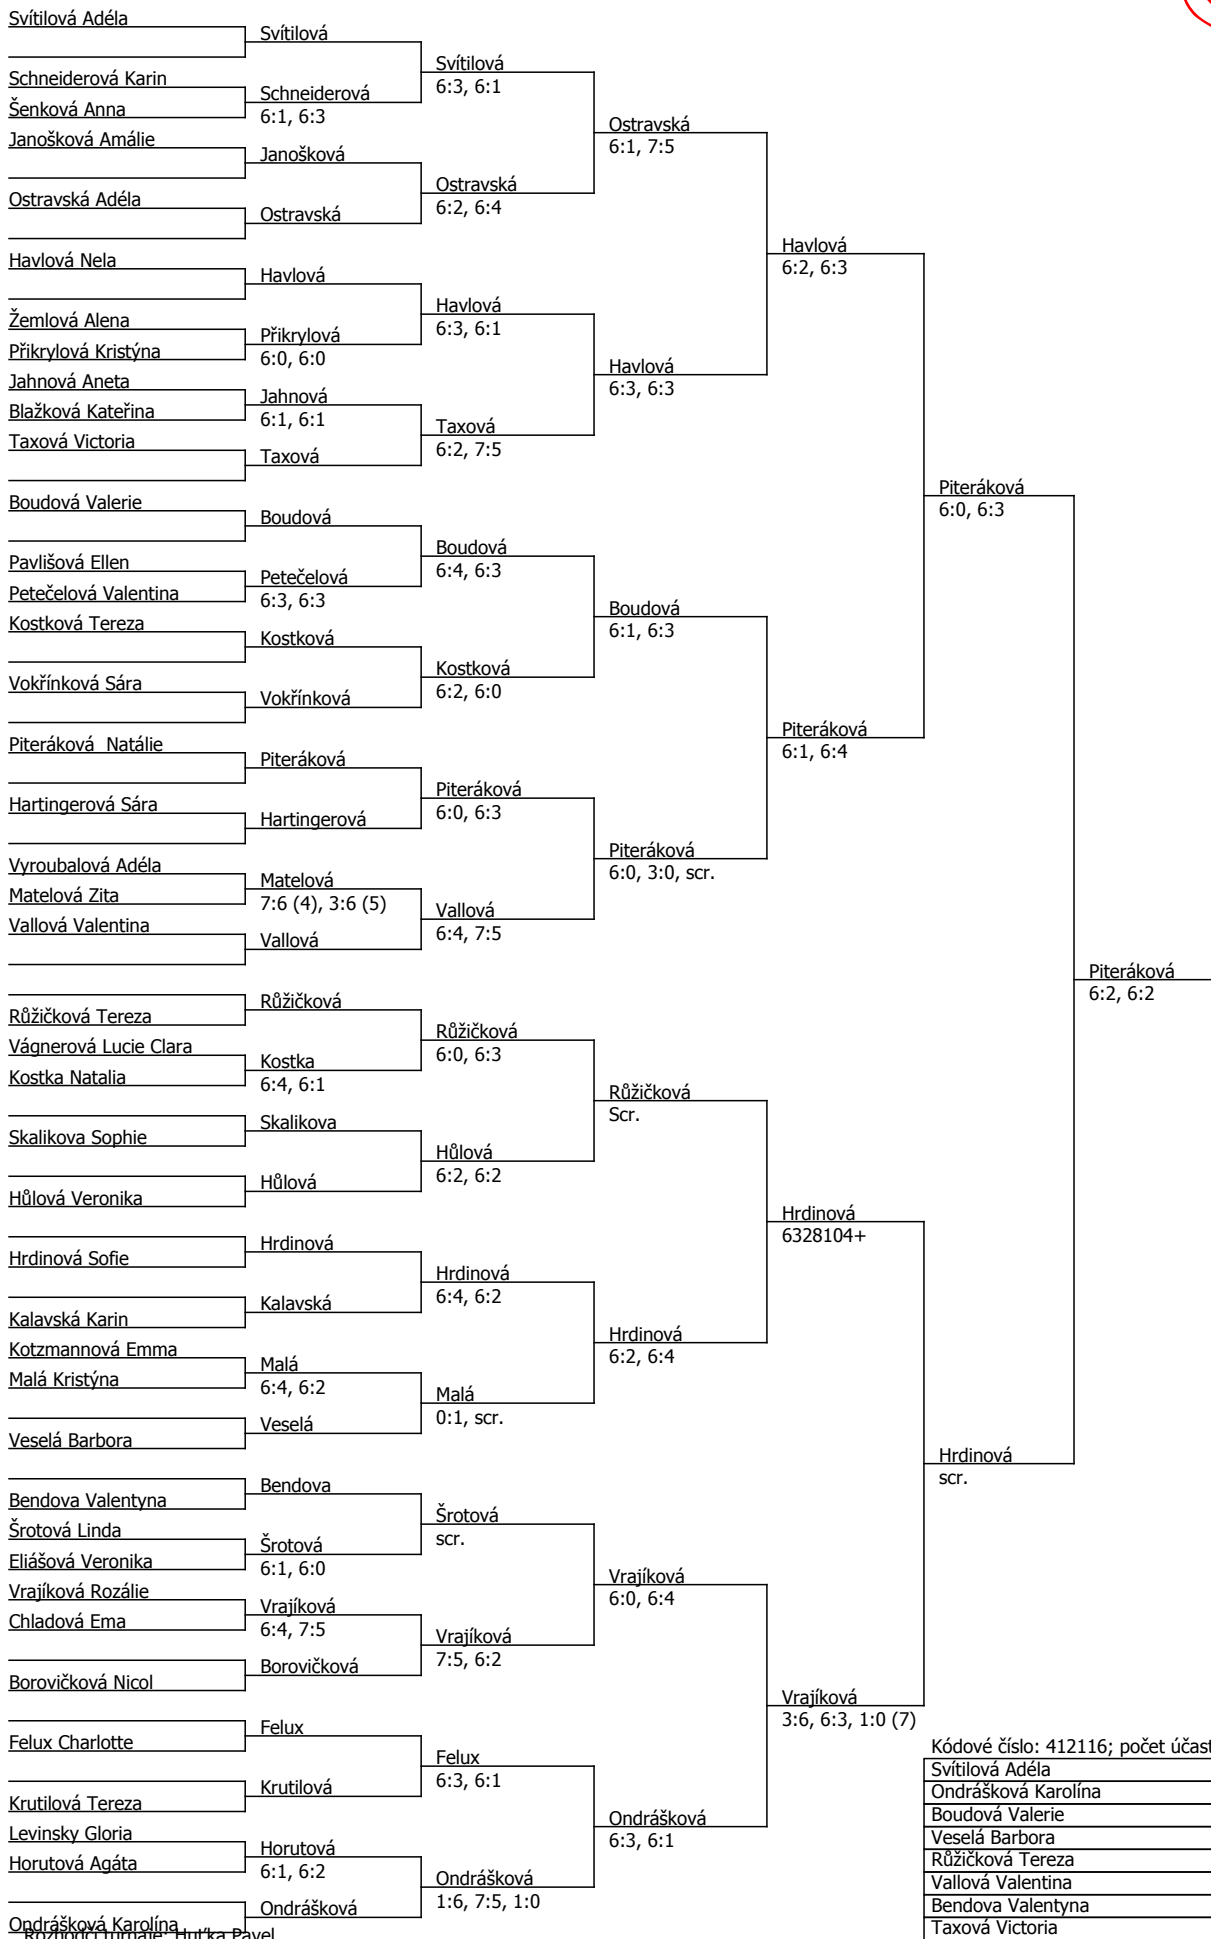 Svítilová Adéla
Schneiderová Karin
Šenková Anna
Janošková Amálie
Ostravská Adéla
Havlová Nela
Žemlová Alena
Přikrylová Kristýna
Jahnová Aneta
Blažková Kateřina
Taxová Victoria
Boudová Valerie
Pavlišová Ellen
Petečelová Valentina
Kostková Tereza
Vokřínková Sára
Piteráková  Natálie
Hartingerová Sára
Vyroubalová Adéla
Matelová Zita
Vallová Valentina
Růžičková Tereza
Vágnerová Lucie Clara
Kostka Natalia
Skalikova Sophie
Hůlová Veronika
Hrdinová Sofie
Kalavská Karin
Kotzmannová Emma
Malá Kristýna
Veselá Barbora
Bendova Valentyna
Šrotová Linda
Eliášová Veronika
Vrajíková Rozálie
Chladová Ema
Borovičková Nicol
Felux Charlotte
Krutilová Tereza
Levinsky Gloria
Horutová Agáta
Ondrášková Karolína
Rozhodčí turnaje: Huťka Pavel
Svítilová
Schneiderová
6:1, 6:3
Janošková
Ostravská
Havlová
Přikrylová
6:0, 6:0
Jahnová
6:1, 6:1
Taxová
Boudová
Petečelová
6:3, 6:3
Kostková
Vokřínková
Piteráková
Hartingerová
Matelová
7:6 (4), 3:6 (5)
Vallová
Růžičková
Kostka
6:4, 6:1
Skalikova
Hůlová
Hrdinová
Kalavská
Malá
6:4, 6:2
Veselá
Bendova
Šrotová
6:1, 6:0
Vrajíková
6:4, 7:5
Borovičková
Felux
Krutilová
Horutová
6:1, 6:2
Ondrášková
Svítilová
6:3, 6:1
Ostravská
6:2, 6:4
Havlová
6:3, 6:1
Taxová
6:2, 7:5
Boudová
6:4, 6:3
Kostková
6:2, 6:0
Piteráková
6:0, 6:3
Vallová
6:4, 7:5
Růžičková
6:0, 6:3
Hůlová
6:2, 6:2
Hrdinová
6:4, 6:2
Malá
0:1, scr.
Šrotová
scr.
Vrajíková
7:5, 6:2
Felux
6:3, 6:1
Ondrášková
1:6, 7:5, 1:0
Ostravská
6:1, 7:5
Havlová
6:3, 6:3
Boudová
6:1, 6:3
Piteráková
6:0, 3:0, scr.
Růžičková
Scr.
Hrdinová
6:2, 6:4
Vrajíková
6:0, 6:4
Ondrášková
6:3, 6:1
Havlová
6:2, 6:3
Piteráková
6:1, 6:4
Hrdinová
6328104+
Vrajíková
3:6, 6:3, 1:0 (7)
Piteráková
6:0, 6:3
Hrdinová
scr.
Piteráková
6:2, 6:2
Kódové číslo: 412116; počet účast
Svítilová Adéla
Ondrášková Karolína
Boudová Valerie
Veselá Barbora
Růžičková Tereza
Vallová Valentina
Bendova Valentyna
Taxová Victoria